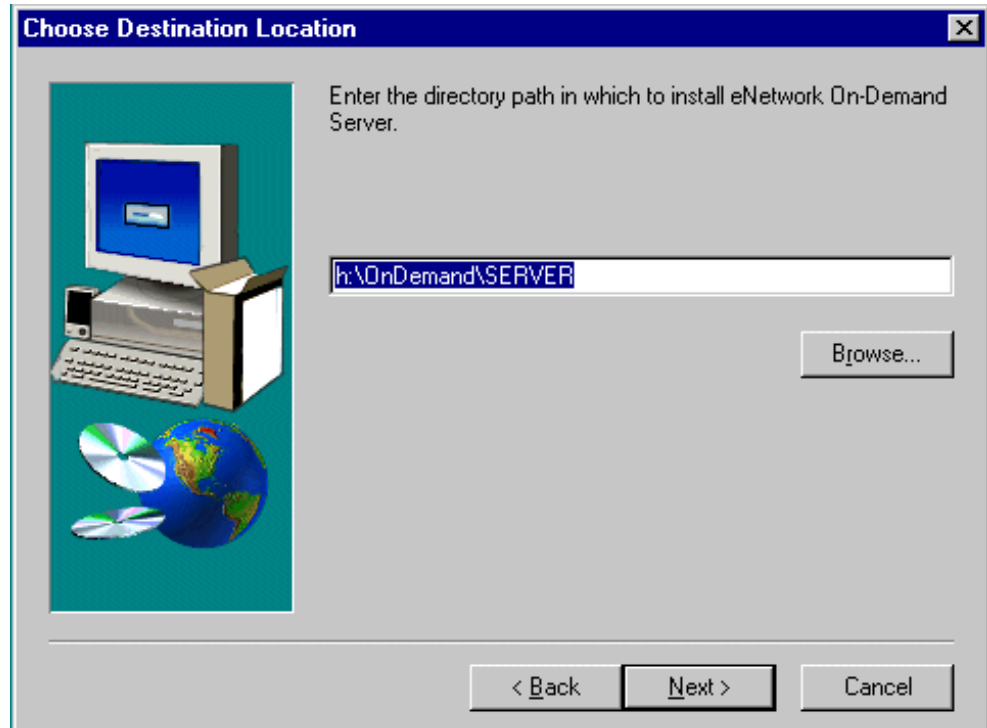 Choose Destination Location
Enter the directory path in which to install eNetwork On-Demand
Server.
h:\OnDemand\SERVER
Browse...
< Back
Next >
Cancel